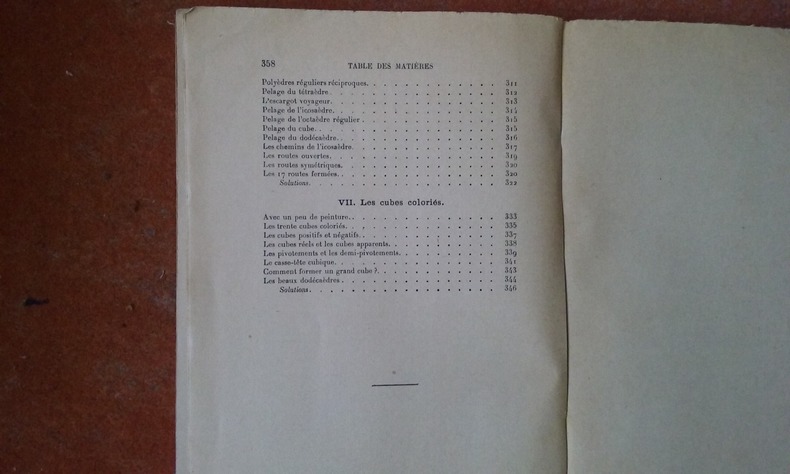 358 TABLE DES MATIÈRES
Polyèdres réguliers réciproques. . . . . . . . . . . . . 311
Pelage du tétraèdre. . . . . . . . . . . . . . . 312
L'escargot voyageur. . . . . . . . . . . . . . . 313
Pelage de l'icosaèdre. . . . . . . . . . . . . . 314
Pelage de l'octaèdre régulier . . . . . . . . . . . . 315
Pelage du cube. . . . . . . . . . . . . . . . 315
Pelage du dodécaèdre. . . . . . . . . . . . . . 316
Les chemins de l'icosaèdre. . . . . . . . . . . . . 317
Les routes ouvertes. . . . . . . . . . . . . . . 319
Les routes symétriques. . . . . . . . . . . . . . 320
Les 17 routes fermées. . . . . . . . . . . . . . 320
Solutions. . . . . . . . . . . . . . . . 322
VII. Les cubes coloriés.
Avec un peu de peinture. . . . . . . . . . . . . . 333
Les trente cubes coloriés. . . . . . . . . . . . . . 335
Les cubes positifs et négatifs. . . . . . . . . . . . . 337
Les cubes réels et les cubes apparents. . . . . . . . . . . 338
Les pivotements et les demi-pivotements. . . . . . . . . . 339
Le casse-tête cubique. . . . . . . . . . . . . . . 341
Comment former un grand cube ?. . . . . . . . . . . . 343
Les beaux dodécaèdres . . . . . . . . . . . . . . 344
Solutions. . . . . . . . . . . . . . . . 346